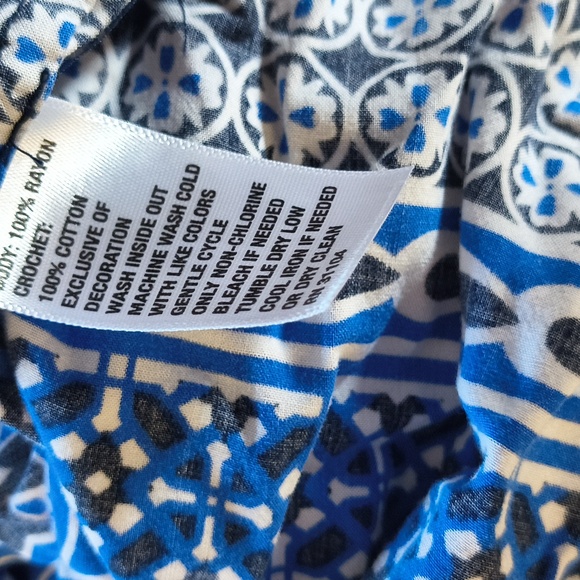 BODY: 100% RAYON
CROCHET:
100% COTTON
EXCLUSIVE OF
DECORATION
WASH INSIDE OUT
MACHINE WASH COLD
WITH LIKE COLORS
GENTLE CYCLE
ONLY NON-CHLORINE
BLEACH IF NEEDED
TUMBLE DRY LOW
COOL IRON IF NEEDED
OR DRY CLEAN
RN 31104